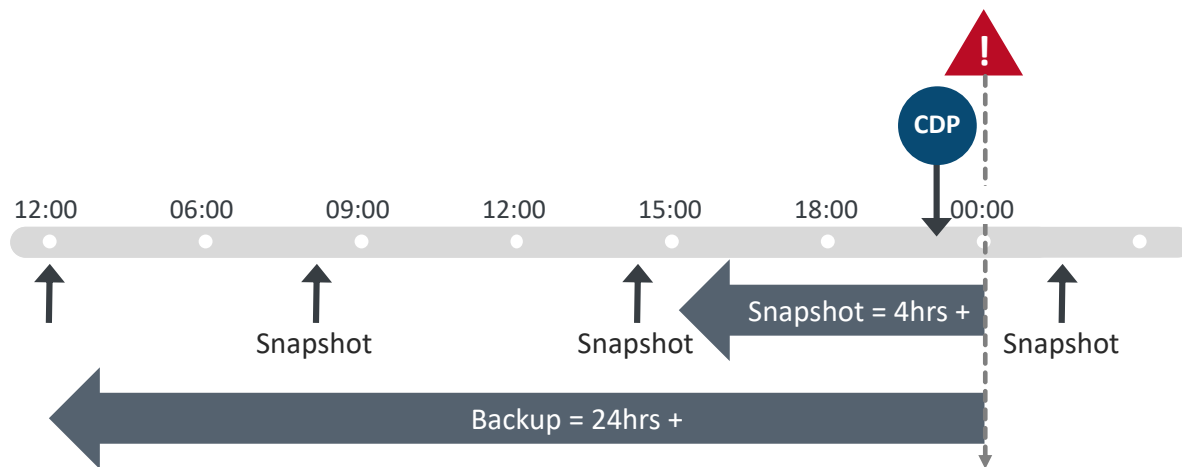 !
CDP
12:00 06:00 09:00 12:00 15:00 18:00 00:00
Snapshot = 4hrs +
Snapshot Snapshot Snapshot
Backup = 24hrs +